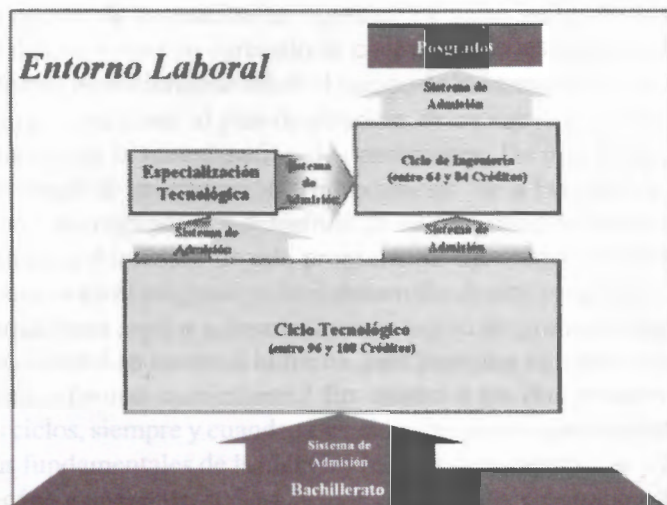 Posgrados
Entorno Laboral
Sistema de
Admisión
Ciclo de Ingeniería
(entre 64 y 84 Créditos)
Especialización
Tecnológica
Sistema
de
Admisión
Sistema de
Admisión
Sistema de
Admisión
Ciclo Tecnológico
(entre 96 y 108 Créditos)
Sistema de
Admisión
Bachillerato